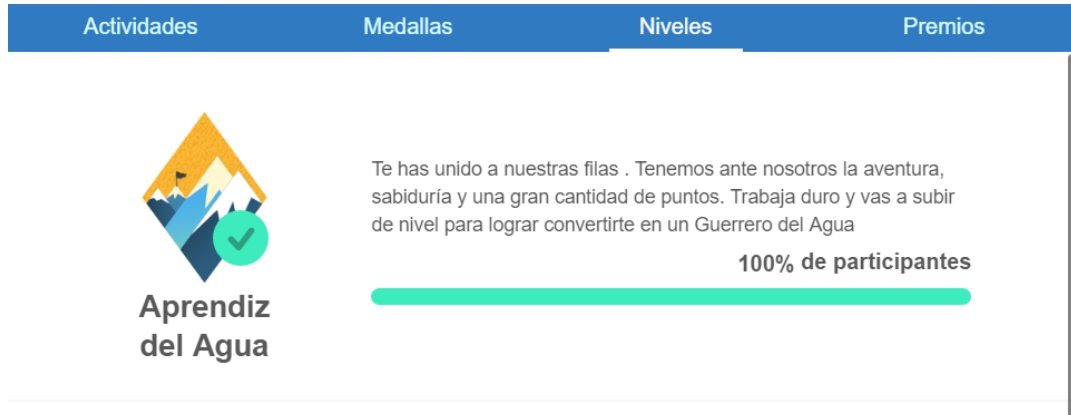 Actividades Medallas Niveles Premios
Te has unido a nuestras filas . Tenemos ante nosotros la aventura,
sabiduría y una gran cantidad de puntos. Trabaja duro y vas a subir
de nivel para lograr convertirte en un Guerrero del Agua
100% de participantes
Aprendiz
del Agua